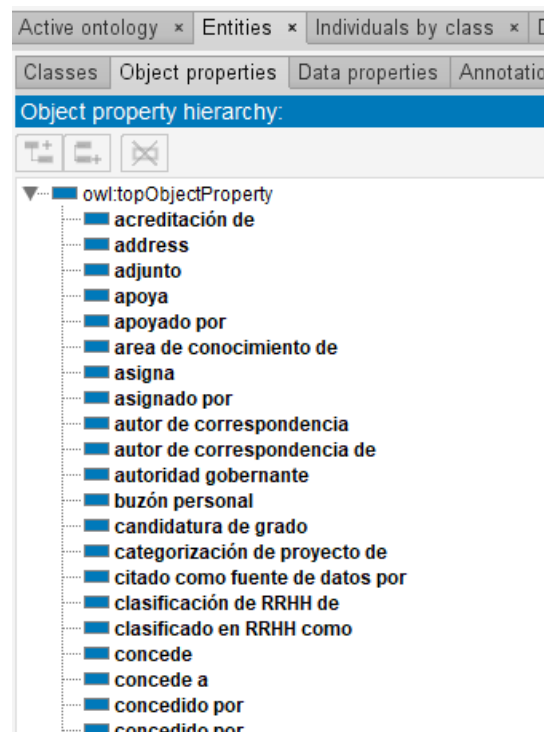 Active ontology × Entities × Individuals by class ×
Classes Object properties Data properties
Object property hierarchy:
owl:topObjectProperty
acreditación de
address
adjunto
apoya
apoyado por
area de conocimiento de
asigna
asignado por
autor de correspondencia
autor de correspondencia de
autoridad gobernante
buzón personal
candidatura de grado
categorización de proyecto de
citado como fuente de datos por
clasificación de RRHH de
clasificado en RRHH como
concede
concede a
concedido por
concedido por